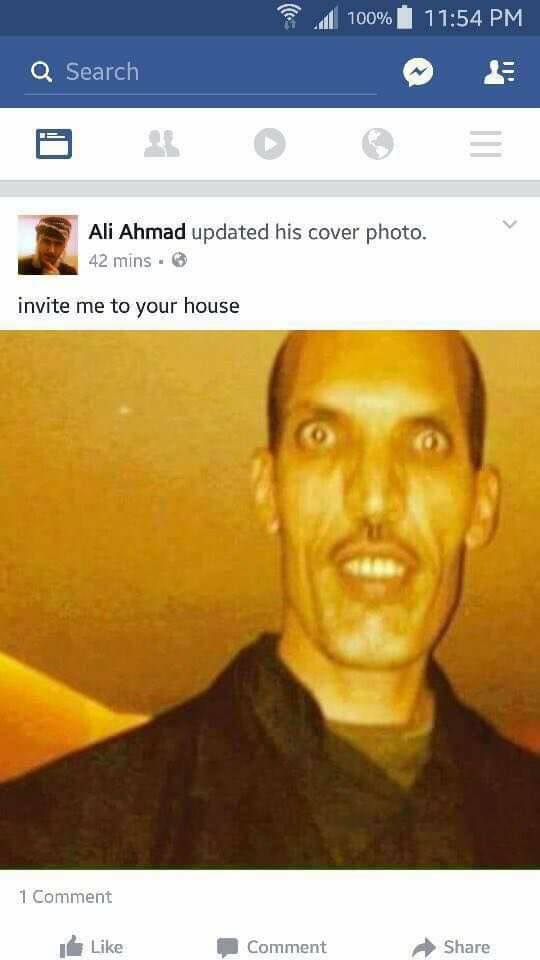 100% 11:54 PM
Search
Ali Ahmad updated his cover photo.
42 mins •
invite me to your house
1 Comment
Like Comment Share